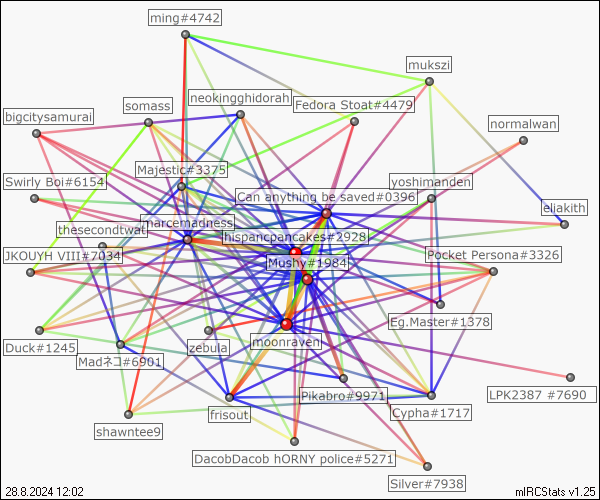 ming#4742
mukszi
neokingghidorah
somass
Fedora Stoat#4479
bigcitysamurai
normalwan
Majestic#3375
Swirly Boi#6154
yoshimanden
Can anything be saved#0396
eliakith
marcemadness
thesecondtwat
hispancpancakes#2928
JKOUYH VIII#7034
Pocket Persona#3326
Mushy#1984
Eg.Master#1378
moonraven
zebula
Duck#1245
Madネコ#6901
LPK2387 #7690
Pikabro#9971
frisout
Cypha#1717
shawntee9
DacobDacob hORNY police#5271
Silver#7938
28.8.2024 12:02
mIRCStats v1.25